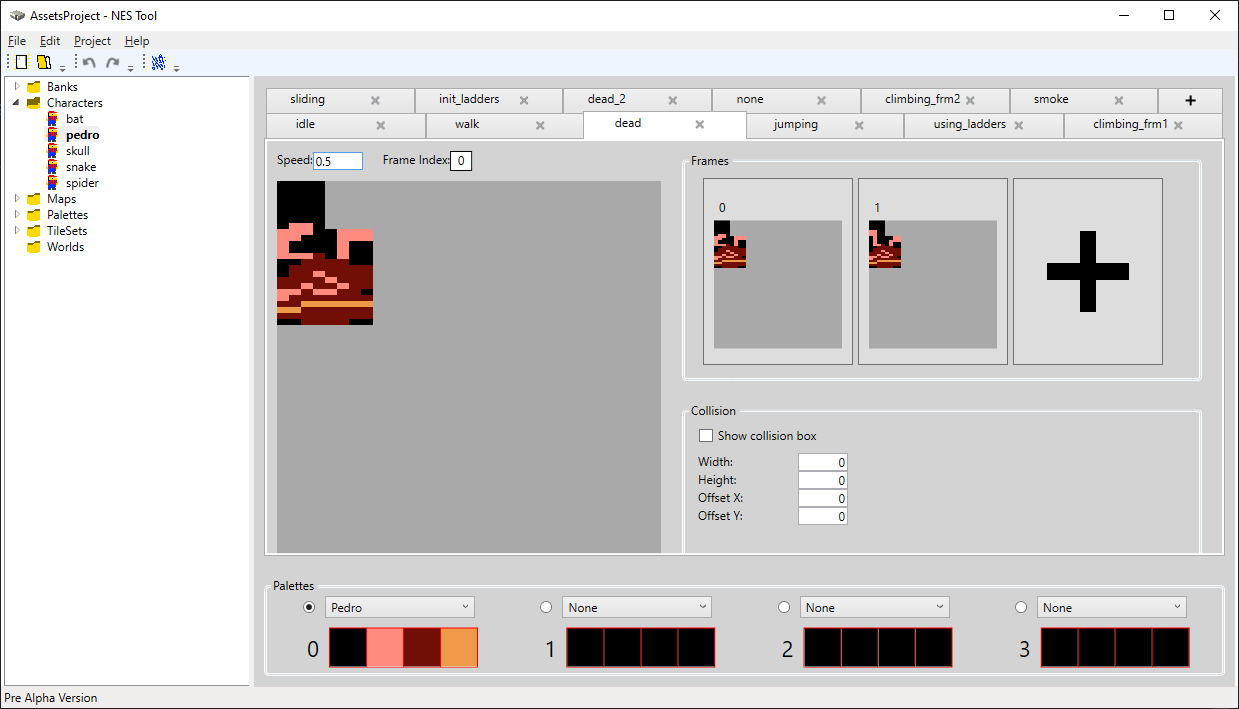 AssetsProject - NES Tool
File Edit Project Help
Banks
Characters
bat
pedro
skull
snake
spider
Maps
Palettes
TileSets
Worlds
sliding init_ladders dead_2 none climbing_frm2 smoke
idle walk dead jumping using_ladders climbing_frm1
Speed: 0.5 Frame Index: 0
Frames
0 1
Collision
Show collision box
Width: 0
Height: 0
Offset X: 0
Offset Y: 0
Palettes
Pedro None None None
0 1 2 3
Pre Alpha Version